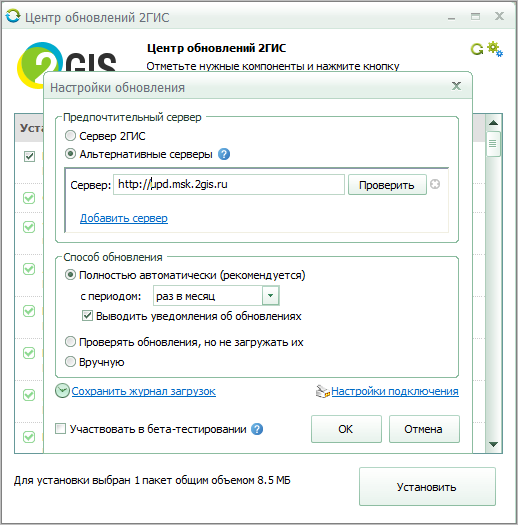 Центр обновлений 2ГИС
2GIS
Центр обновлений 2ГИС
Отметьте нужные компоненты и нажмите кнопку
Настройки обновления
Предпочтительный сервер
Сервер 2ГИС
Альтернативные серверы ?
Сервер: http://upd.msk.2gis.ru Проверить
Добавить сервер
Способ обновления
Полностью автоматически (рекомендуется)
с периодом: раз в месяц
Выводить уведомления об обновлениях
Проверять обновления, но не загружать их
Вручную
Сохранить журнал загрузок Настройки подключения
Участвовать в бета-тестировании ? OK Отмена
Для установки выбран 1 пакет общим объемом 8.5 МБ Установить